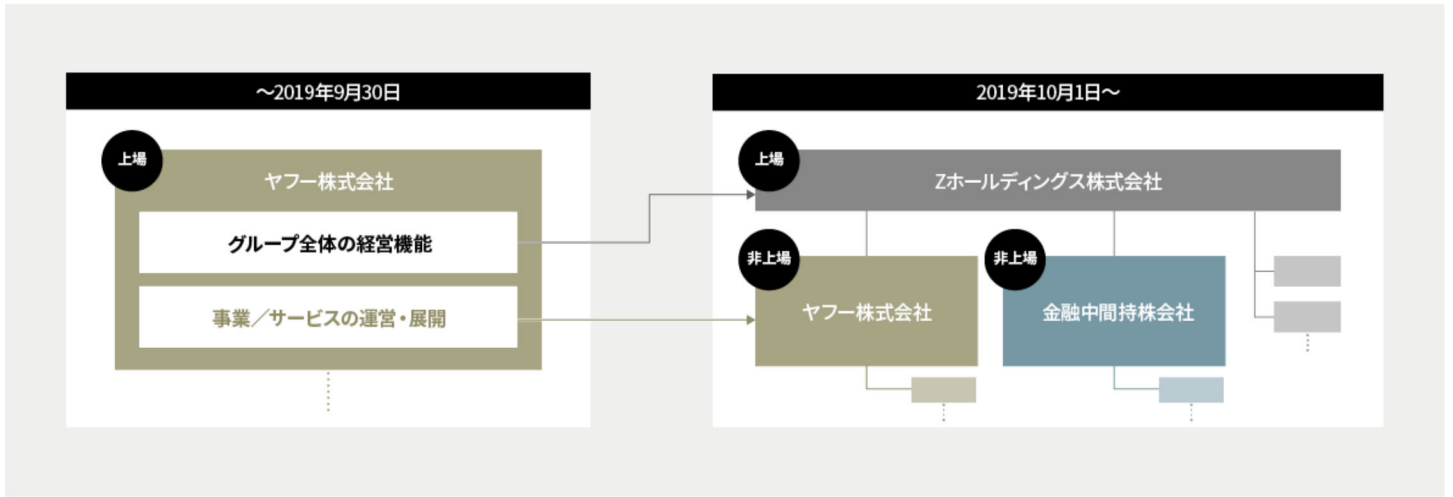 ～2019年9月30日
上場
ヤフー株式会社
グループ全体の経営機能
事業／サービスの運営・展開
2019年10月1日～
上場
Zホールディングス株式会社
非上場
ヤフー株式会社
非上場
金融中間持株会社